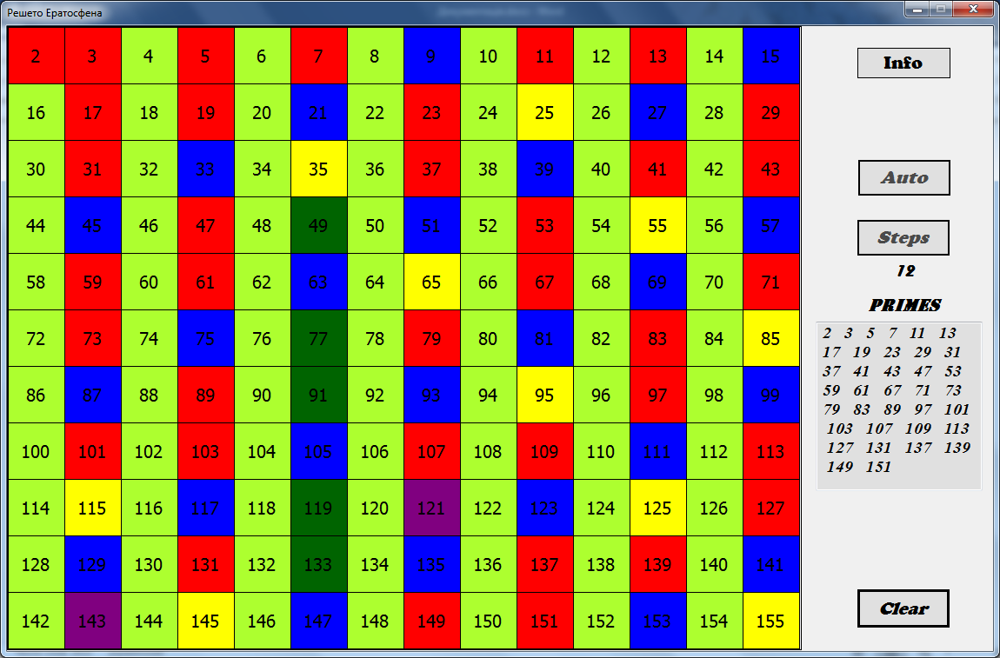 Решето Ератосфена
2 3 4 5 6 7 8 9 10 11 12 13 14 15
16 17 18 19 20 21 22 23 24 25 26 27 28 29
30 31 32 33 34 35 36 37 38 39 40 41 42 43
44 45 46 47 48 49 50 51 52 53 54 55 56 57
58 59 60 61 62 63 64 65 66 67 68 69 70 71
72 73 74 75 76 77 78 79 80 81 82 83 84 85
86 87 88 89 90 91 92 93 94 95 96 97 98 99
100 101 102 103 104 105 106 107 108 109 110 111 112 113
114 115 116 117 118 119 120 121 122 123 124 125 126 127
128 129 130 131 132 133 134 135 136 137 138 139 140 141
142 143 144 145 146 147 148 149 150 151 152 153 154 155
Info
Auto
Steps
12
PRIMES
2 3 5 7 11 13
17 19 23 29 31
37 41 43 47 53
59 61 67 71 73
79 83 89 97 101
103 107 109 113
127 131 137 139
149 151
Clear